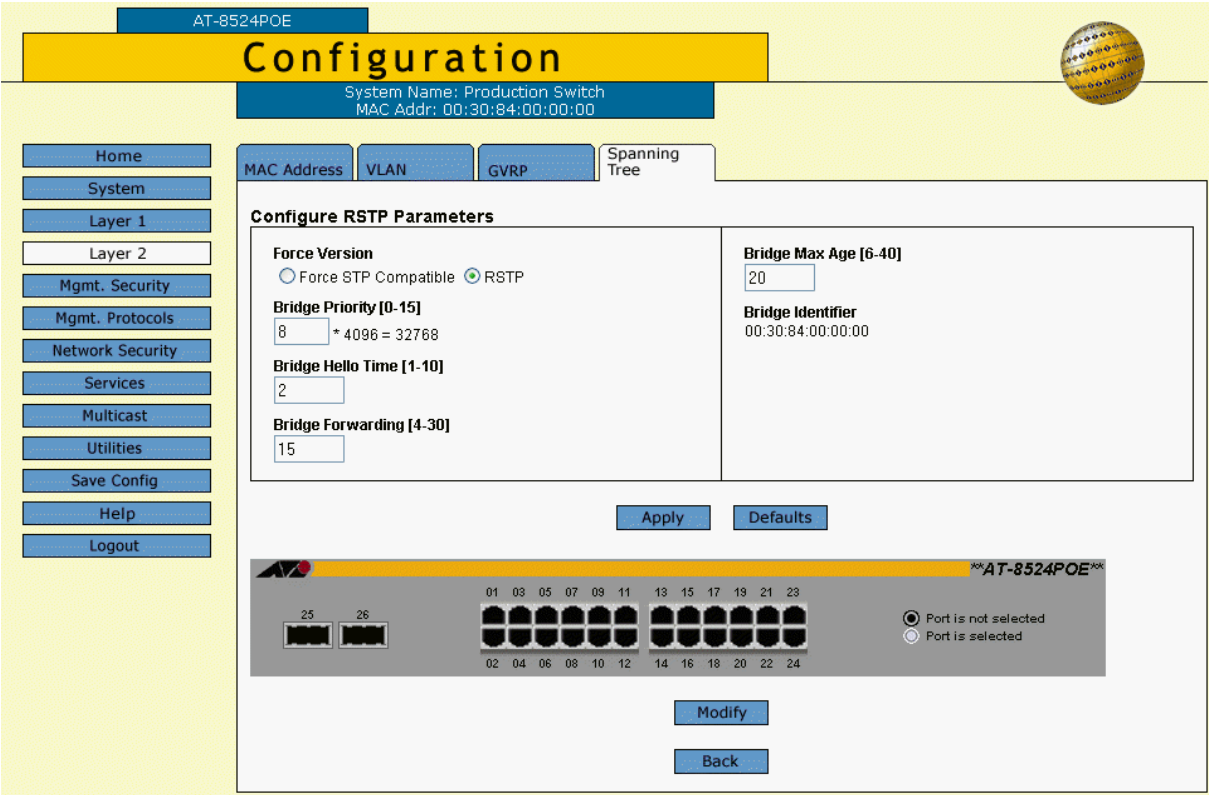 AT-8524POE
Configuration
System Name: Production Switch
MAC Addr: 00:30:84:00:00:00
Home
System
Layer 1
Layer 2
Mgmt. Security
Mgmt. Protocols
Network Security
Services
Multicast
Utilities
Save Config
Help
Logout
MAC Address
VLAN
GVRP
Spanning
Tree
Configure RSTP Parameters
Force Version
Force STP Compatible RSTP
Bridge Priority [0-15]
8 * 4096 = 32768
Bridge Hello Time [1-10]
2
Bridge Forwarding [4-30]
15
Bridge Max Age [6-40]
20
Bridge Identifier
00:30:84:00:00:00
Apply Defaults
**AT-8524POE**
01 03 05 07 09 11 13 15 17 19 21 23
25 26
02 04 06 08 10 12 14 16 18 20 22 24
Port is not selected
Port is selected
Modify
Back